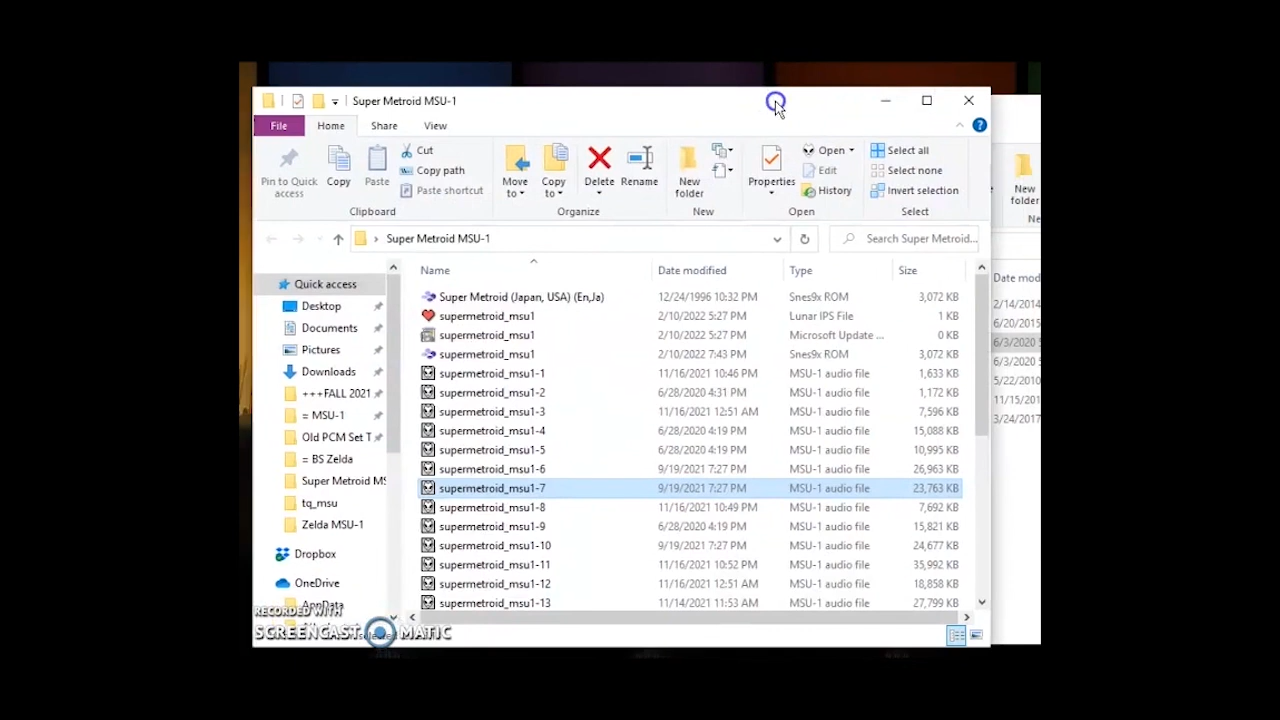 Super Metroid MSU-1
File Home Share View
Pin to Quick access
Copy
Paste
Cut
Copy path
Paste shortcut
Clipboard
Move to
Copy to
Delete
Rename
Organize
New folder
New
Properties
Open
Edit
History
Open
Select all
Select none
Invert selection
Select
New folder
Super Metroid MSU-1
Search Super Metroid...
Name Date modified Type Size
Date mod
Quick access
Desktop
Documents
Pictures
Downloads
+++FALL 2021
= MSU-1
Old PCM Set T
= BS Zelda
Super Metroid MS
tq_msu
Zelda MSU-1
Dropbox
OneDrive
AppData
Super Metroid (Japan, USA) (En,Ja) 12/24/1996 10:32 PM Snes9x ROM 3,072 KB
supermetroid_msu1 2/10/2022 5:27 PM Lunar IPS File 1 KB
supermetroid_msu1 2/10/2022 5:27 PM Microsoft Update ... 0 KB
supermetroid_msu1 2/10/2022 7:43 PM Snes9x ROM 3,072 KB
supermetroid_msu1-1 11/16/2021 10:46 PM MSU-1 audio file 1,633 KB
supermetroid_msu1-2 6/28/2020 4:31 PM MSU-1 audio file 1,172 KB
supermetroid_msu1-3 11/16/2021 12:51 AM MSU-1 audio file 7,596 KB
supermetroid_msu1-4 6/28/2020 4:19 PM MSU-1 audio file 15,088 KB
supermetroid_msu1-5 6/28/2020 4:19 PM MSU-1 audio file 10,995 KB
supermetroid_msu1-6 9/19/2021 7:27 PM MSU-1 audio file 26,963 KB
supermetroid_msu1-7 9/19/2021 7:27 PM MSU-1 audio file 23,763 KB
supermetroid_msu1-8 11/16/2021 10:49 PM MSU-1 audio file 7,692 KB
supermetroid_msu1-9 6/28/2020 4:19 PM MSU-1 audio file 15,821 KB
supermetroid_msu1-10 9/19/2021 7:27 PM MSU-1 audio file 24,677 KB
supermetroid_msu1-11 11/16/2021 10:52 PM MSU-1 audio file 35,992 KB
supermetroid_msu1-12 11/16/2021 12:51 AM MSU-1 audio file 18,858 KB
supermetroid_msu1-13 11/14/2021 11:53 AM MSU-1 audio file 27,799 KB
2/14/2014
6/20/2015
6/3/2020 5
6/3/2020
5/22/2010
11/15/201
3/24/2017
RECORDED WITH
SCREENCAST MATIC